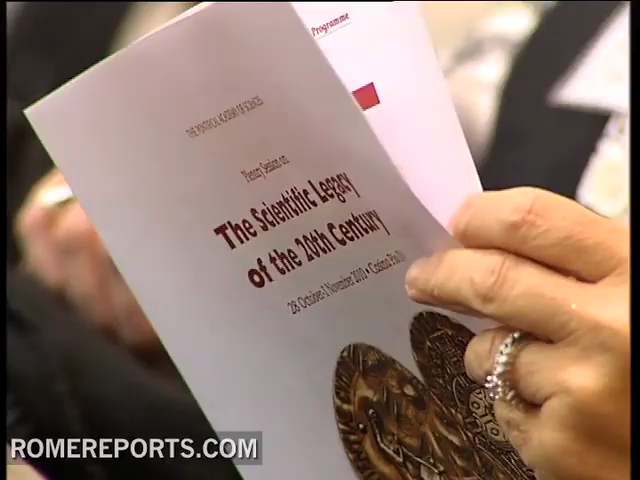 Programme
THE PONTIFICAL ACADEMY OF SCIENCES
Plenary Session on
The Scientific Legacy
of the 20th Century
28 October-1 November 2010 • Casina Pio IV
ROMEREPORTS.COM